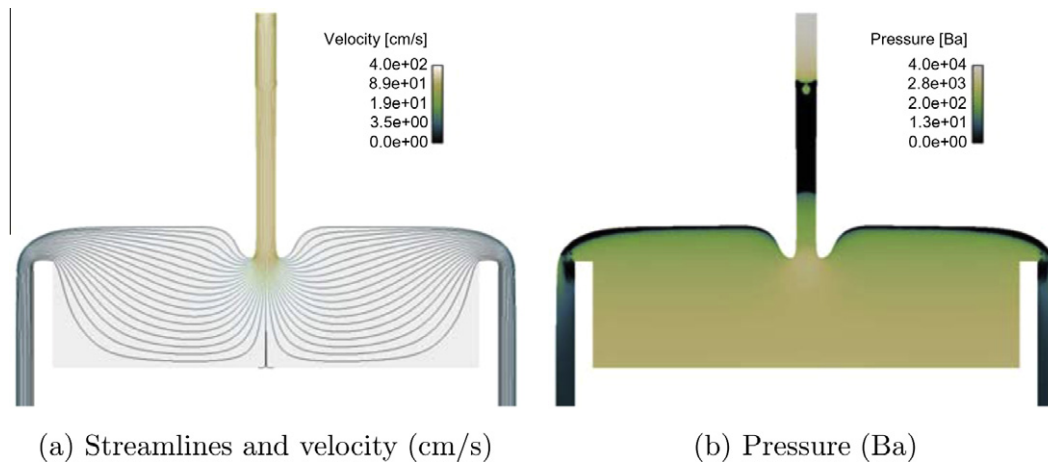 Velocity [cm/s]
4.0e+02
8.9e+01
1.9e+01
3.5e+00
0.0e+00
Pressure [Ba]
4.0e+04
2.8e+03
2.0e+02
1.3e+01
0.0e+00
(a) Streamlines and velocity (cm/s)
(b) Pressure (Ba)